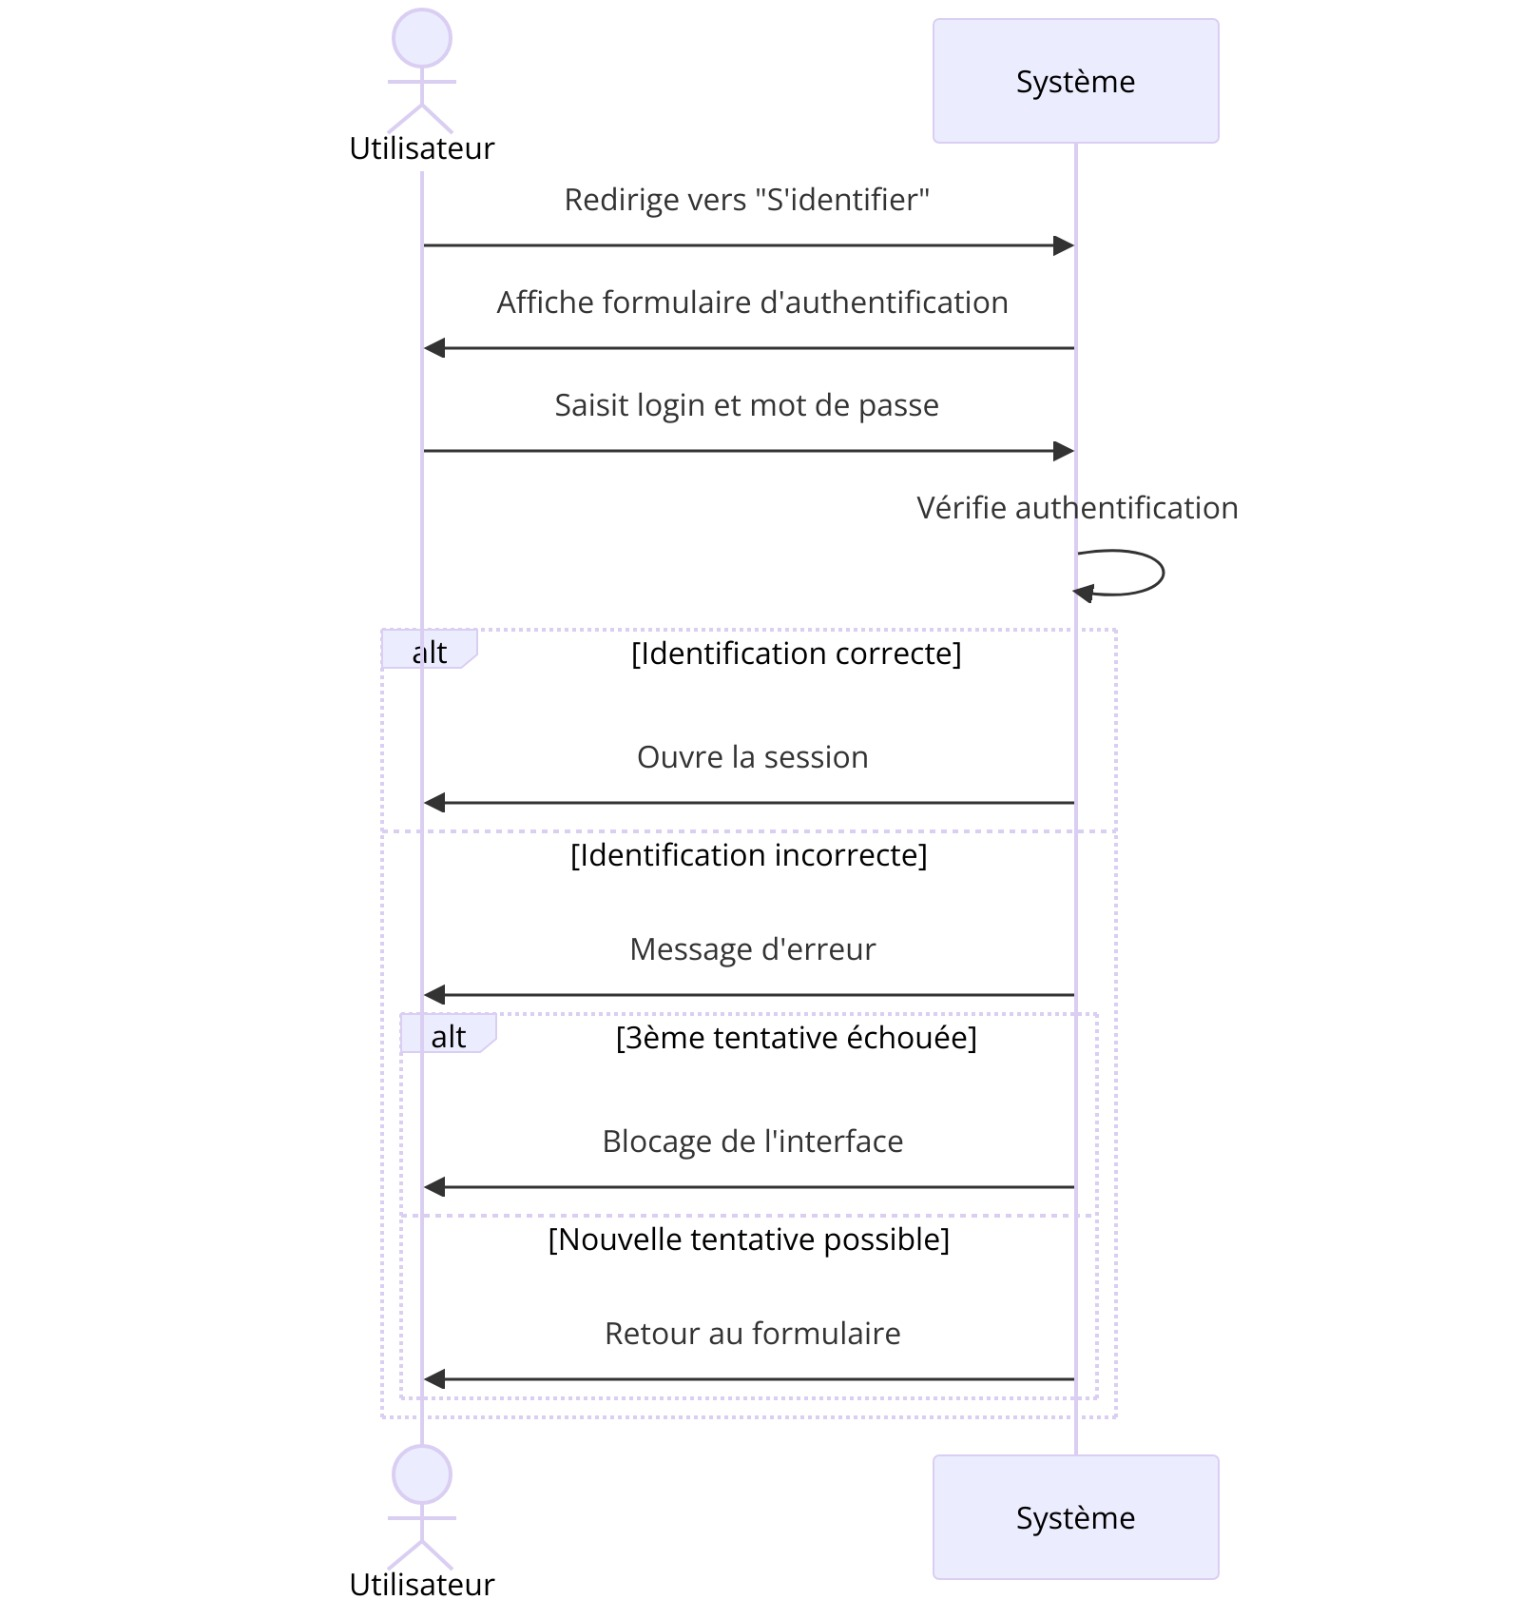 Utilisateur
Système
Redirige vers "S'identifier"
Affiche formulaire d'authentification
Saisit login et mot de passe
Vérifie authentification
alt
[Identification correcte]
Ouvre la session
[Identification incorrecte]
Message d'erreur
alt
[3ème tentative échouée]
Blocage de l'interface
[Nouvelle tentative possible]
Retour au formulaire
Utilisateur
Système